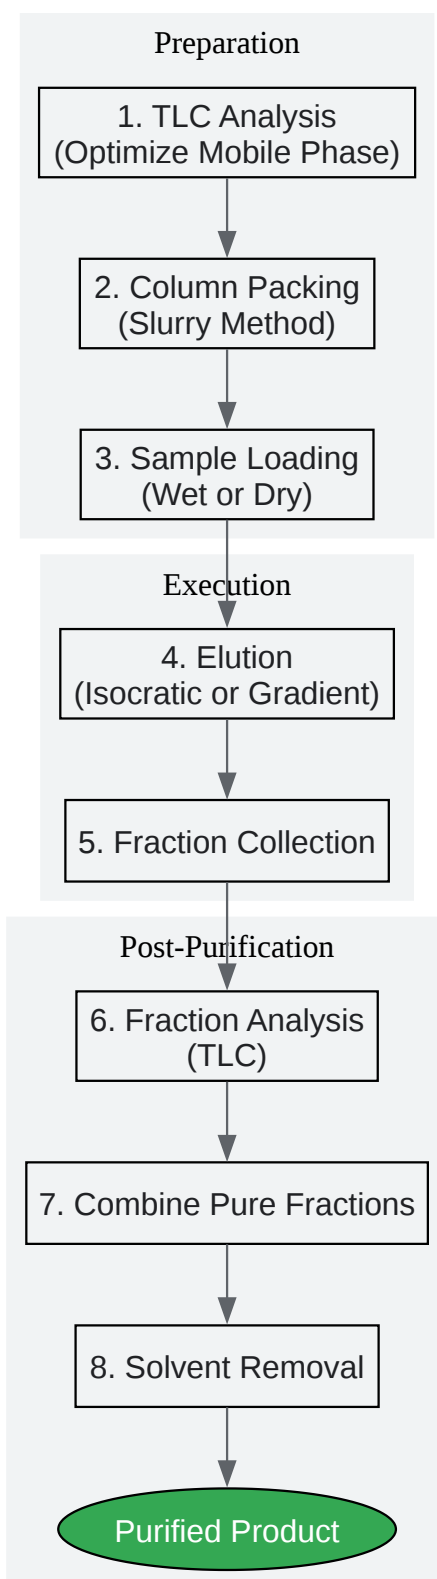 Preparation
1. TLC Analysis
(Optimize Mobile Phase)
2. Column Packing
(Slurry Method)
3. Sample Loading
(Wet or Dry)
Execution
4. Elution
(Isocratic or Gradient)
5. Fraction Collection
Post-Purification
6. Fraction Analysis
(TLC)
7. Combine Pure Fractions
8. Solvent Removal
Purified Product